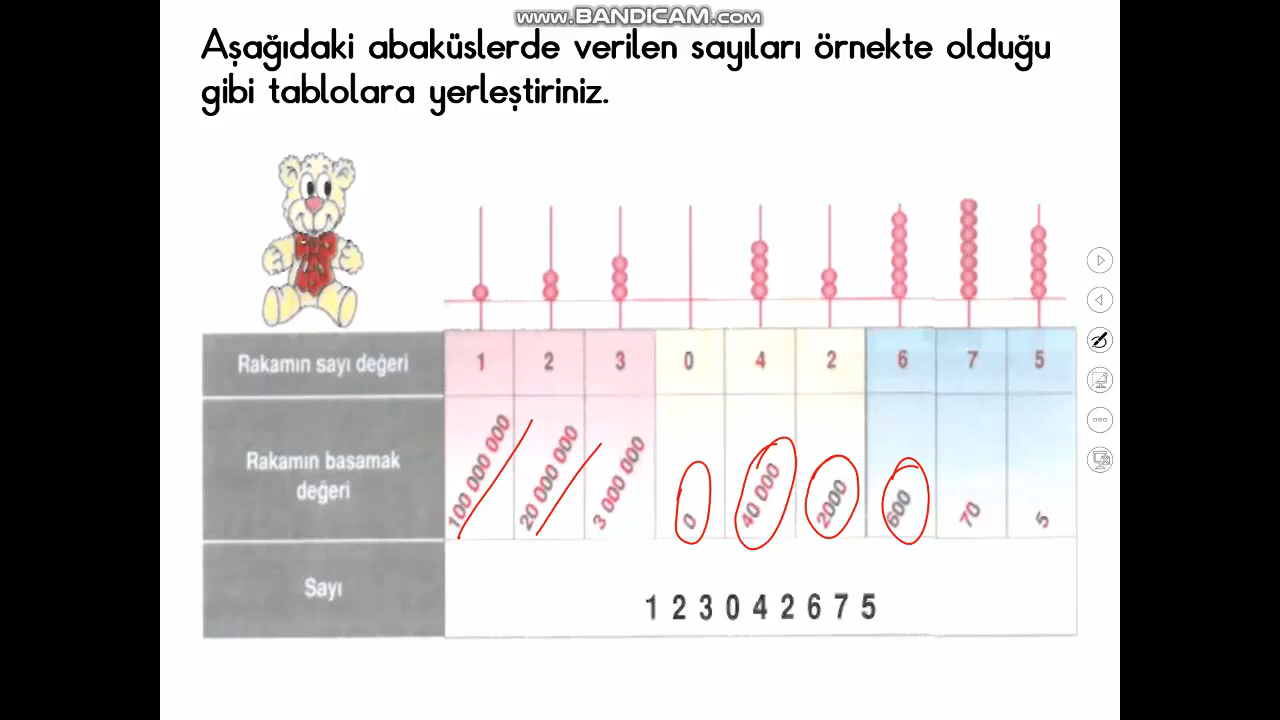 www.BANDICAM.com
Aşağıdaki abaküslerde verilen sayıları örnekte olduğu
gibi tablolara yerleştiriniz.
Rakamın sayı değeri 1 2 3 0 4 2 6 7 5
Rakamın basamak
değeri
100 000 000 20 000 000 3 000 000 0 40 000 2000 600 70 5
Sayı 1 2 3 0 4 2 6 7 5